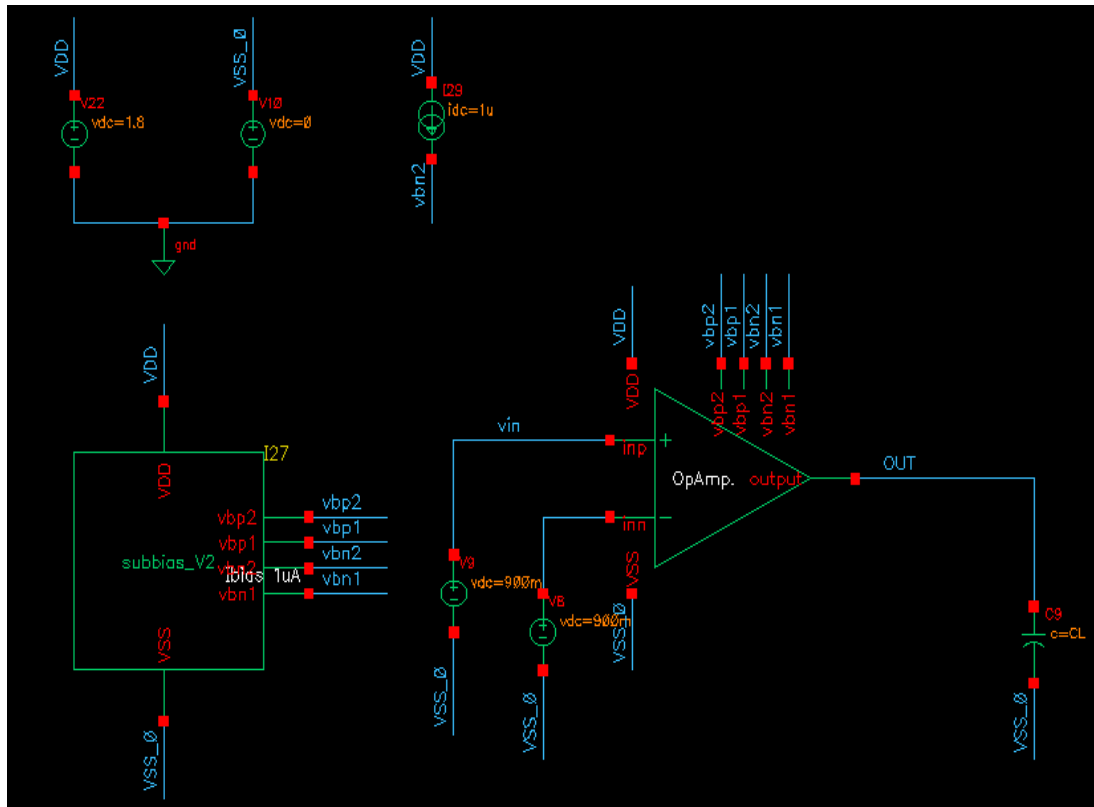 VDD
VSS_0
VDD
V22
vdc=1.8
V10
vdc=0
I29
idc=1u
vbn2
gnd
VDD
VDD
vbp2
vbp1
vbn2
vbn1
VDD
vbp2
vbp1
vbn2
vbn1
vin
inp
+
OpAmp.
output
OUT
inn
−
VSS
VSS_0
I27
VDD
vbp2
vbp2
vbp1
vbp1
subbias_V2
vbn2
vbn2
Ibias 1uA
vbn1
vbn1
VSS
VSS_0
V9
vdc=900m
VSS_0
V8
vdc=900m
VSS_0
C9
c=CL
VSS_0